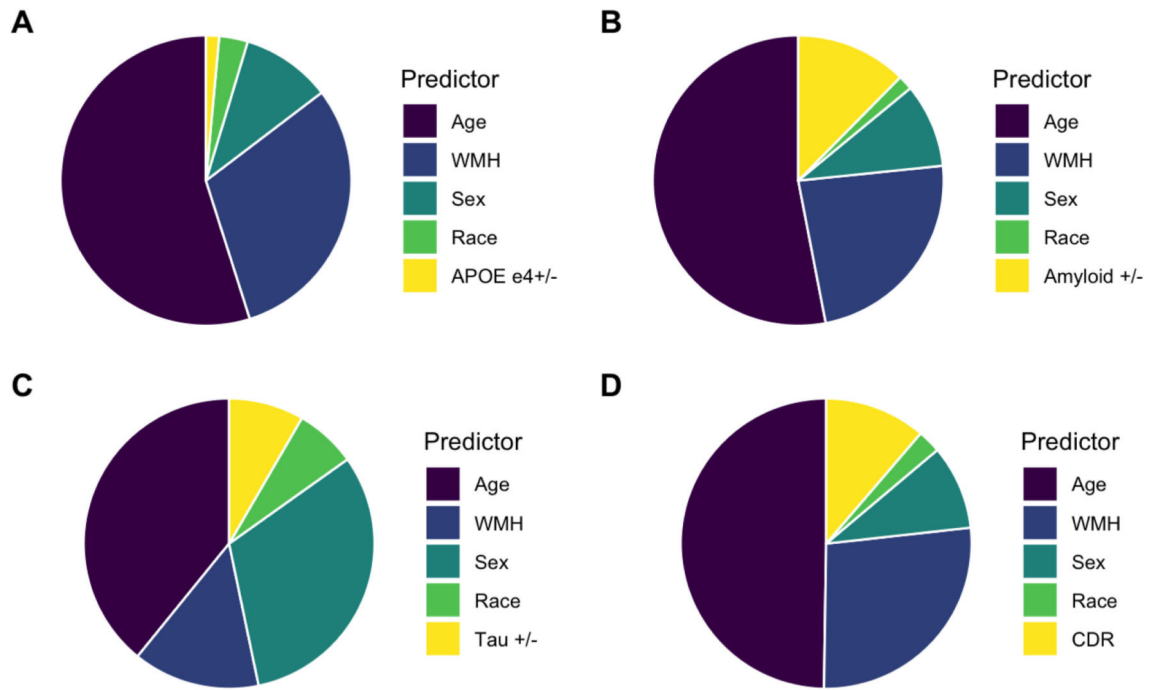 A
Predictor
Age
WMH
Sex
Race
APOE e4+/-
B
Predictor
Age
WMH
Sex
Race
Amyloid +/-
C
Predictor
Age
WMH
Sex
Race
Tau +/-
D
Predictor
Age
WMH
Sex
Race
CDR